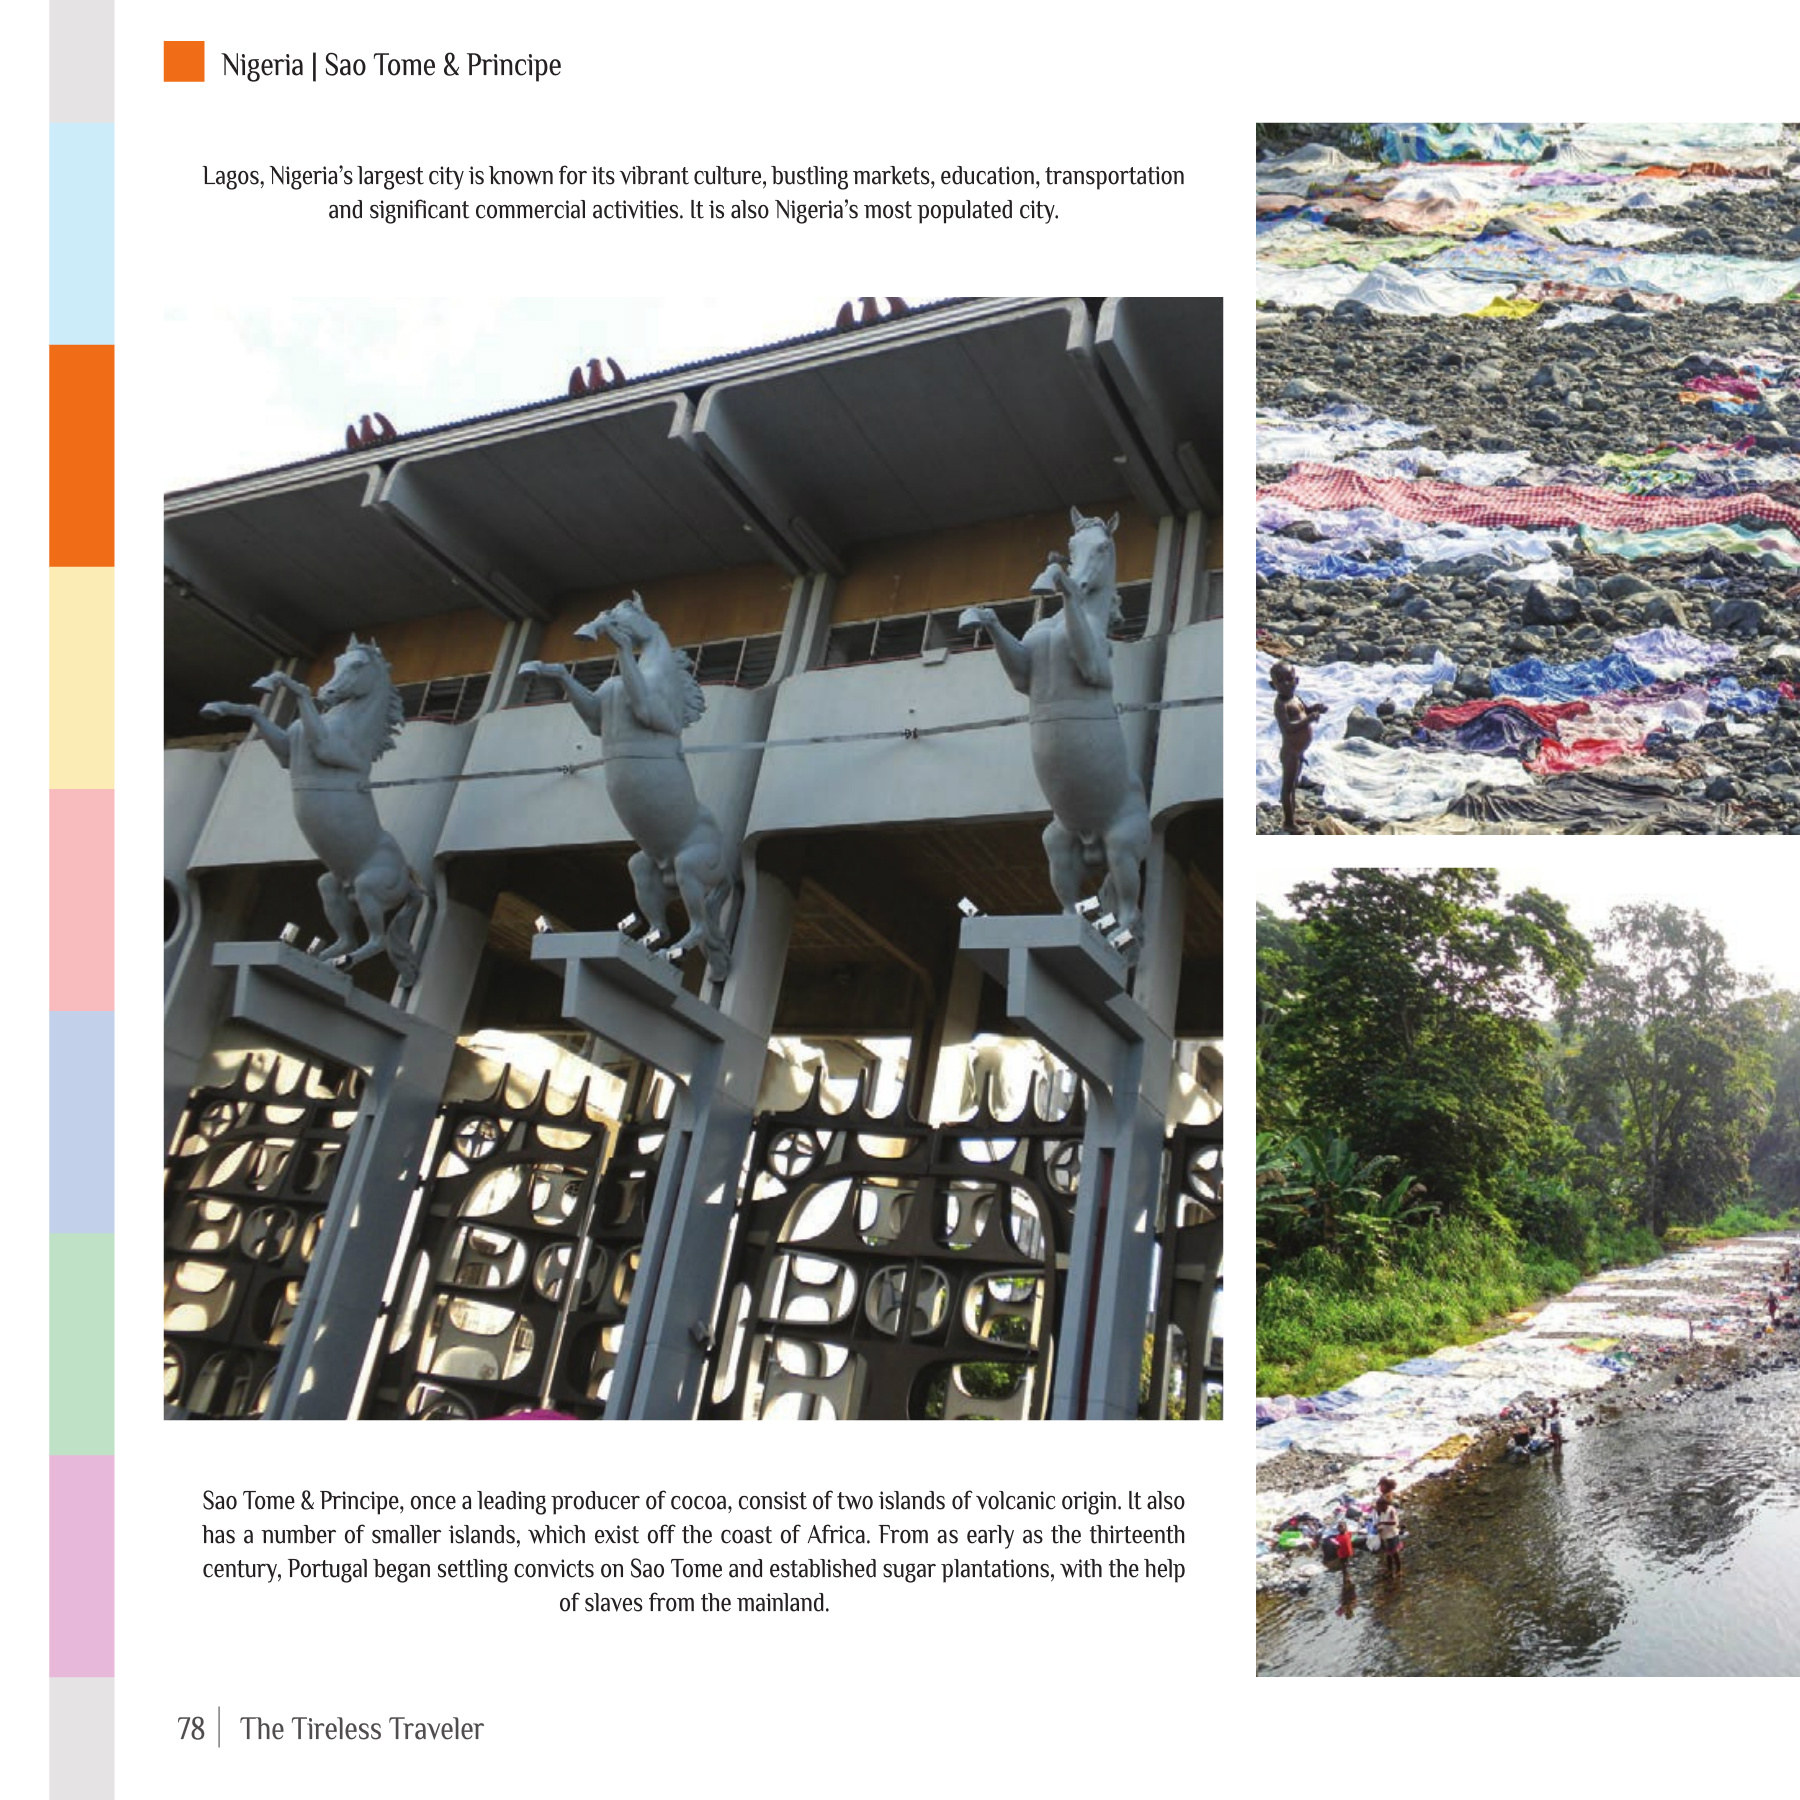 Nigeria | Sao Tome & Principe
Lagos, Nigeria’s largest city is known for its vibrant culture, bustling markets, education, transportation
and significant commercial activities. It is also Nigeria’s most populated city.
Sao Tome & Principe, once a leading producer of cocoa, consist of two islands of volcanic origin. It also
has a number of smaller islands, which exist off the coast of Africa. From as early as the thirteenth
century, Portugal began settling convicts on Sao Tome and established sugar plantations, with the help
of slaves from the mainland.
78 | The Tireless Traveler